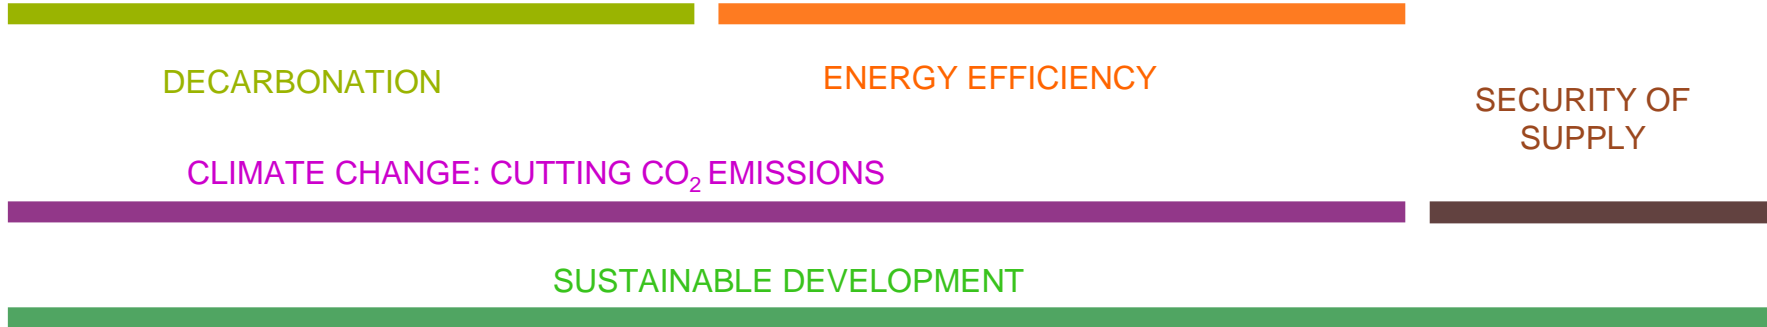 DECARBONATION
ENERGY EFFICIENCY
SECURITY OF
SUPPLY
CLIMATE CHANGE: CUTTING CO₂ EMISSIONS
SUSTAINABLE DEVELOPMENT